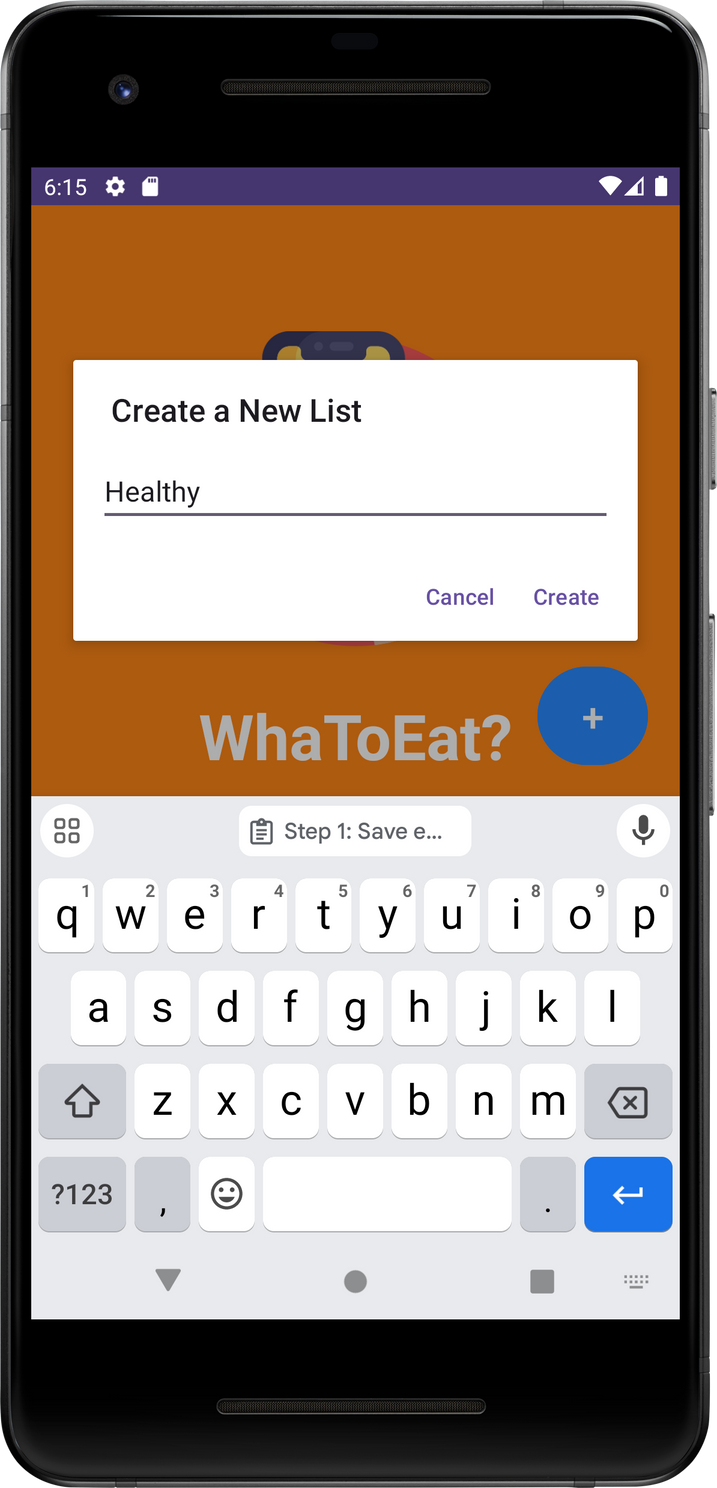 6:15
Create a New List
Healthy
Cancel Create
+
WhaToEat?
Step 1: Save e...
1 2 3 4 5 6 7 8 9 0
q w e r t y u i o p
a s d f g h j k l
z x c v b n m
?123 , .